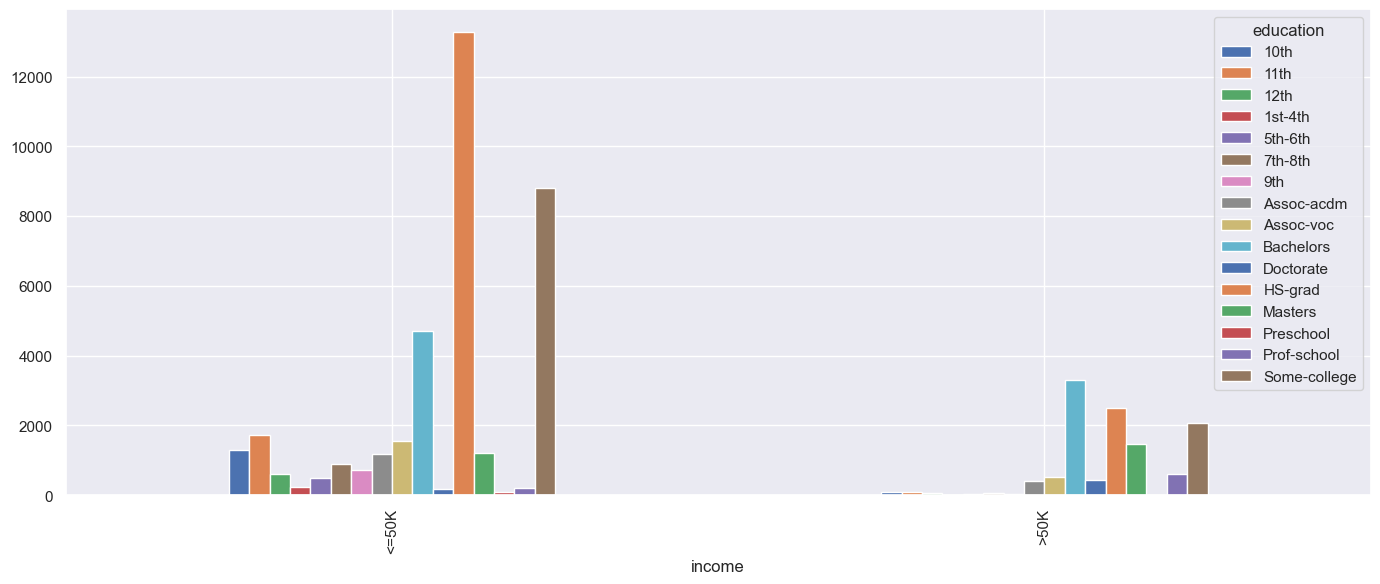 education
10th
11th
12th
1st-4th
5th-6th
7th-8th
9th
Assoc-acdm
Assoc-voc
Bachelors
Doctorate
HS-grad
Masters
Preschool
Prof-school
Some-college
12000
10000
8000
6000
4000
2000
0
<=50K
>50K
income